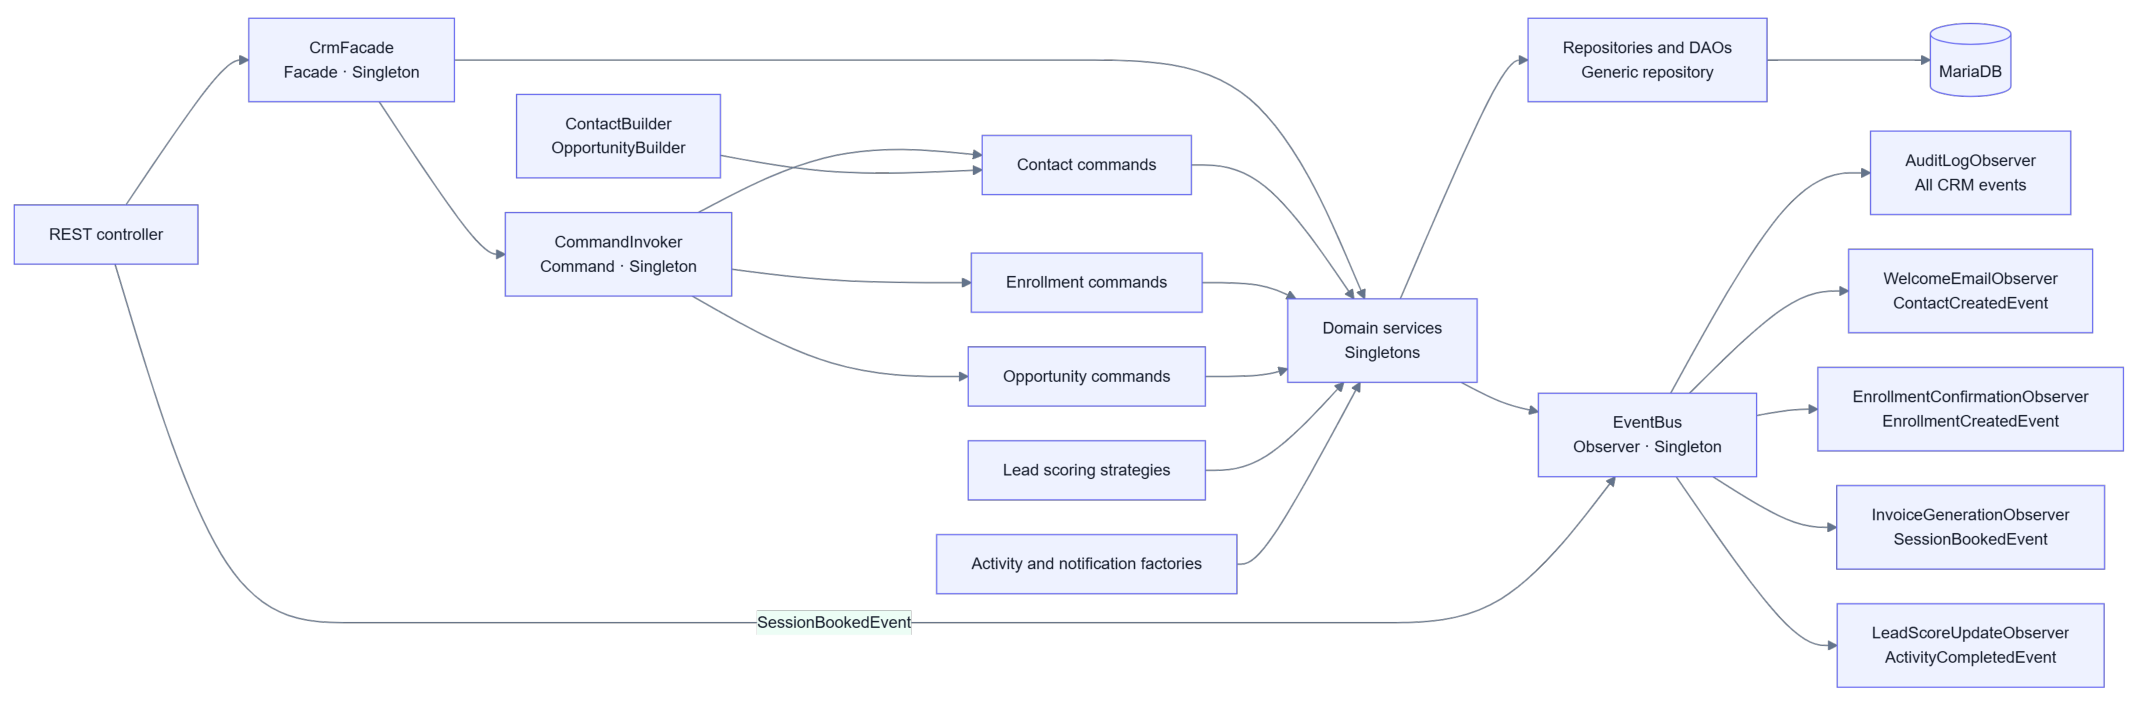 REST controller
CrmFacade
Facade · Singleton
ContactBuilder
OpportunityBuilder
CommandInvoker
Command · Singleton
Contact commands
Enrollment commands
Opportunity commands
Lead scoring strategies
Activity and notification factories
SessionBookedEvent
Domain services
Singletons
Repositories and DAOs
Generic repository
MariaDB
EventBus
Observer · Singleton
AuditLogObserver
All CRM events
WelcomeEmailObserver
ContactCreatedEvent
EnrollmentConfirmationObserver
EnrollmentCreatedEvent
InvoiceGenerationObserver
SessionBookedEvent
LeadScoreUpdateObserver
ActivityCompletedEvent